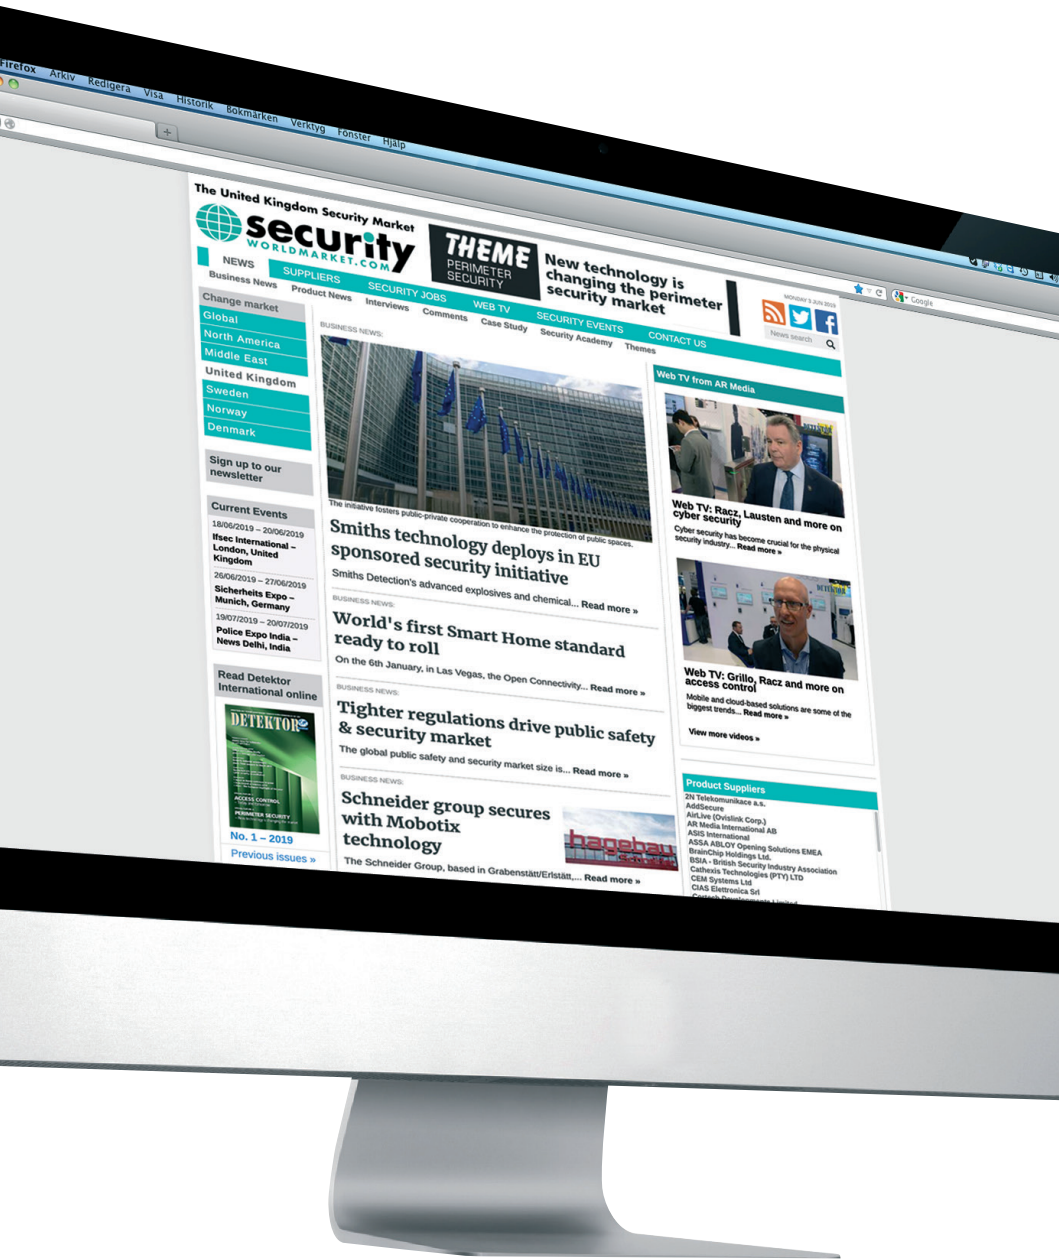 Firefox Arkiv Redigera Visa Historik Bokmärken Verktyg Fönster Hjälp
Google
The United Kingdom Security Market
security
WORLDMARKET.COM
THEME
PERIMETER
SECURITY
New technology is
changing the perimeter
security market
MONDAY 5 JUN 2019
News search
NEWS SUPPLIERS SECURITY JOBS WEB TV SECURITY EVENTS CONTACT US
Business News Product News Interviews Comments Case Study Security Academy Themes
Change market
Global
North America
Middle East
United Kingdom
Sweden
Norway
Denmark
Sign up to our
newsletter
Current Events
18/06/2019 – 20/06/2019
Ifsec International –
London, United
Kingdom
26/06/2019 – 27/06/2019
Sicherheits Expo –
Munich, Germany
19/07/2019 – 20/07/2019
Police Expo India –
News Delhi, India
Read Detektor
International online
DETEKTOR
ACCESS CONTROL
PERIMETER SECURITY
No. 1 – 2019
Previous issues »
BUSINESS NEWS:
The initiative fosters public-private cooperation to enhance the protection of public spaces.
Smiths technology deploys in EU
sponsored security initiative
Smiths Detection's advanced explosives and chemical... Read more »
BUSINESS NEWS:
World's first Smart Home standard
ready to roll
On the 6th January, in Las Vegas, the Open Connectivity... Read more »
BUSINESS NEWS:
Tighter regulations drive public safety
& security market
The global public safety and security market size is... Read more »
BUSINESS NEWS:
Schneider group secures
with Mobotix
technology
hagebau
The Schneider Group, based in Grabenstätt/Erlstätt,... Read more »
Web TV from AR Media
Web TV: Racz, Lausten and more on
cyber security
Cyber security has become crucial for the physical
security industry... Read more »
DETEKTOR
Web TV: Grillo, Racz and more on
access control
Mobile and cloud-based solutions are some of the
biggest trends... Read more »
View more videos »
Product Suppliers
2N Telekomunikace a.s.
AddSecure
AirLive (Ovislink Corp.)
AR Media International AB
ASIS International
ASSA ABLOY Opening Solutions EMEA
BrainChip Holdings Ltd.
BSIA - British Security Industry Association
Cathexis Technologies (PTY) LTD
CEM Systems Ltd
CIAS Elettronica Srl